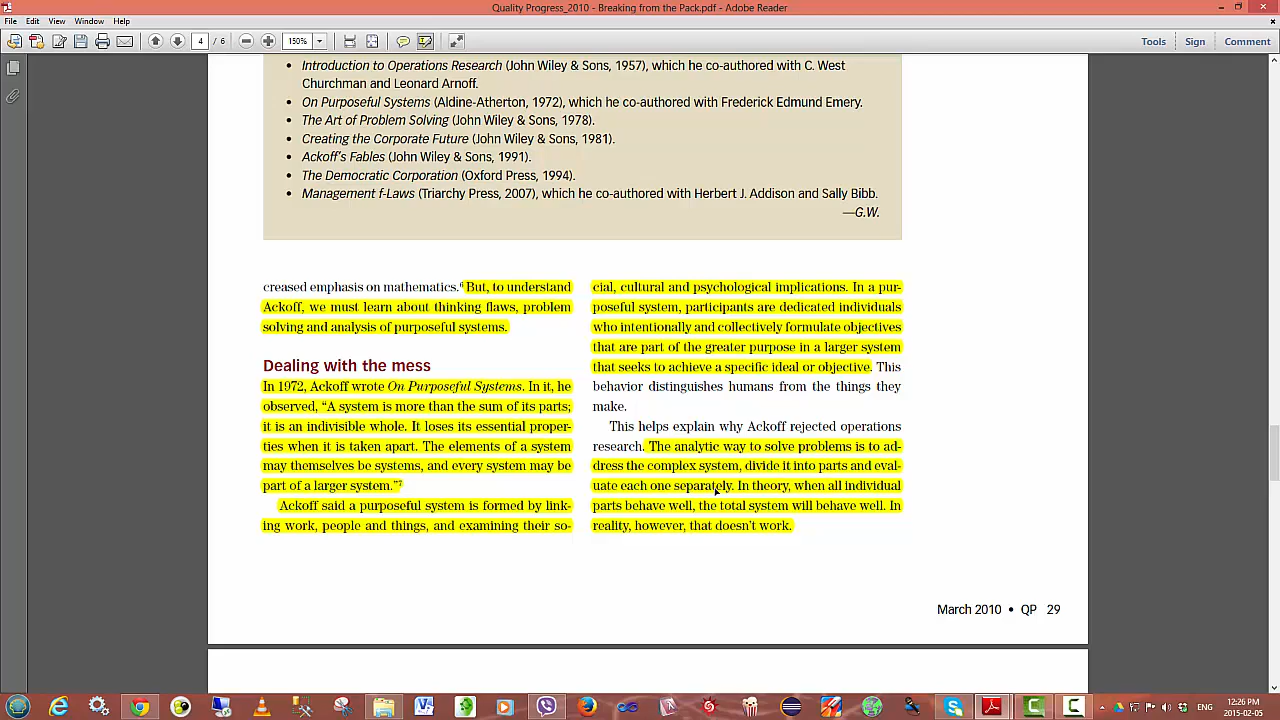 Quality Progress_2010 - Breaking from the Pack.pdf - Adobe Reader
File Edit View Window Help
4 / 6 150% Tools Sign Comment
• Introduction to Operations Research (John Wiley & Sons, 1957), which he co-authored with C. West
Churchman and Leonard Arnoff.
• On Purposeful Systems (Aldine-Atherton, 1972), which he co-authored with Frederick Edmund Emery.
• The Art of Problem Solving (John Wiley & Sons, 1978).
• Creating the Corporate Future (John Wiley & Sons, 1981).
• Ackoff's Fables (John Wiley & Sons, 1991).
• The Democratic Corporation (Oxford Press, 1994).
• Management f-Laws (Triarchy Press, 2007), which he co-authored with Herbert J. Addison and Sally Bibb.
—G.W.
creased emphasis on mathematics.⁶ But, to understand
Ackoff, we must learn about thinking flaws, problem
solving and analysis of purposeful systems.
Dealing with the mess
In 1972, Ackoff wrote On Purposeful Systems. In it, he
observed, “A system is more than the sum of its parts;
it is an indivisible whole. It loses its essential proper-
ties when it is taken apart. The elements of a system
may themselves be systems, and every system may be
part of a larger system.”⁷
Ackoff said a purposeful system is formed by link-
ing work, people and things, and examining their so-
cial, cultural and psychological implications. In a pur-
poseful system, participants are dedicated individuals
who intentionally and collectively formulate objectives
that are part of the greater purpose in a larger system
that seeks to achieve a specific ideal or objective. This
behavior distinguishes humans from the things they
make.
This helps explain why Ackoff rejected operations
research. The analytic way to solve problems is to ad-
dress the complex system, divide it into parts and eval-
uate each one separately. In theory, when all individual
parts behave well, the total system will behave well. In
reality, however, that doesn't work.
March 2010 • QP 29
ENG
12:26 PM
2015-02-05